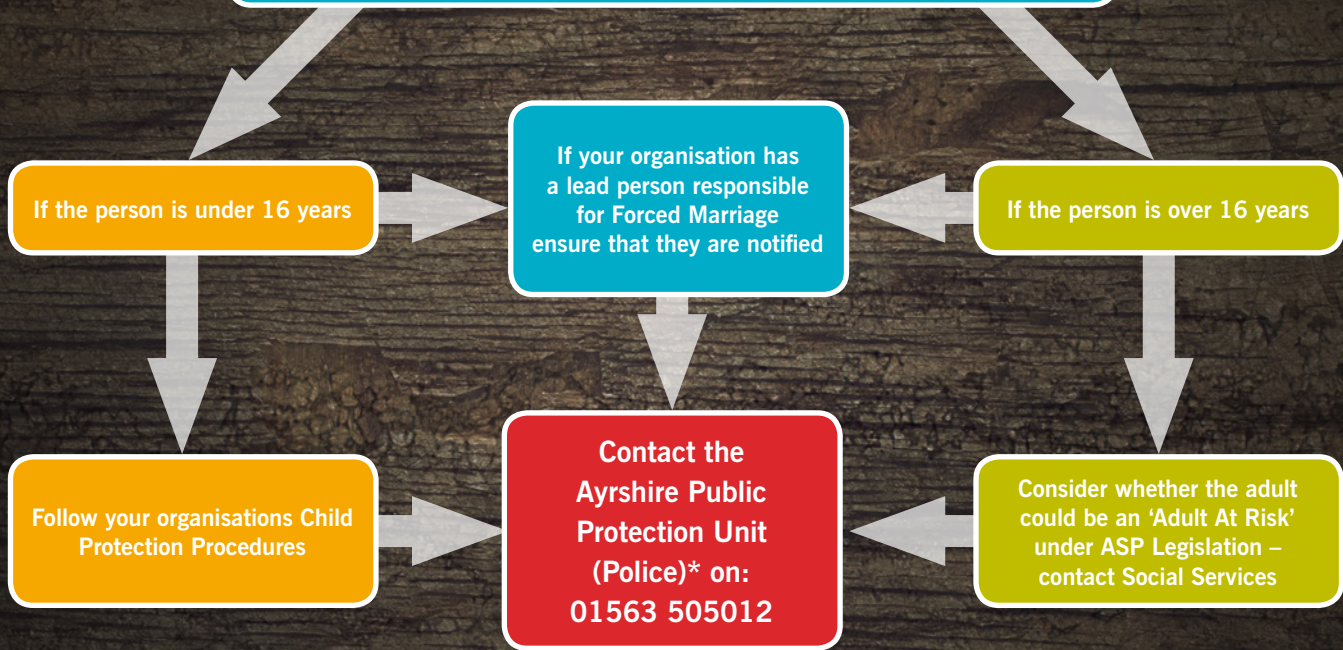 If the person is under 16 years
If your organisation has
a lead person responsible
for Forced Marriage
ensure that they are notified
If the person is over 16 years
Follow your organisations Child
Protection Procedures
Contact the
Ayrshire Public
Protection Unit
(Police)* on:
01563 505012
Consider whether the adult
could be an ‘Adult At Risk’
under ASP Legislation –
contact Social Services